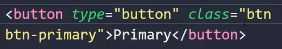 <button type="button" class="btn
btn-primary">Primary</button>